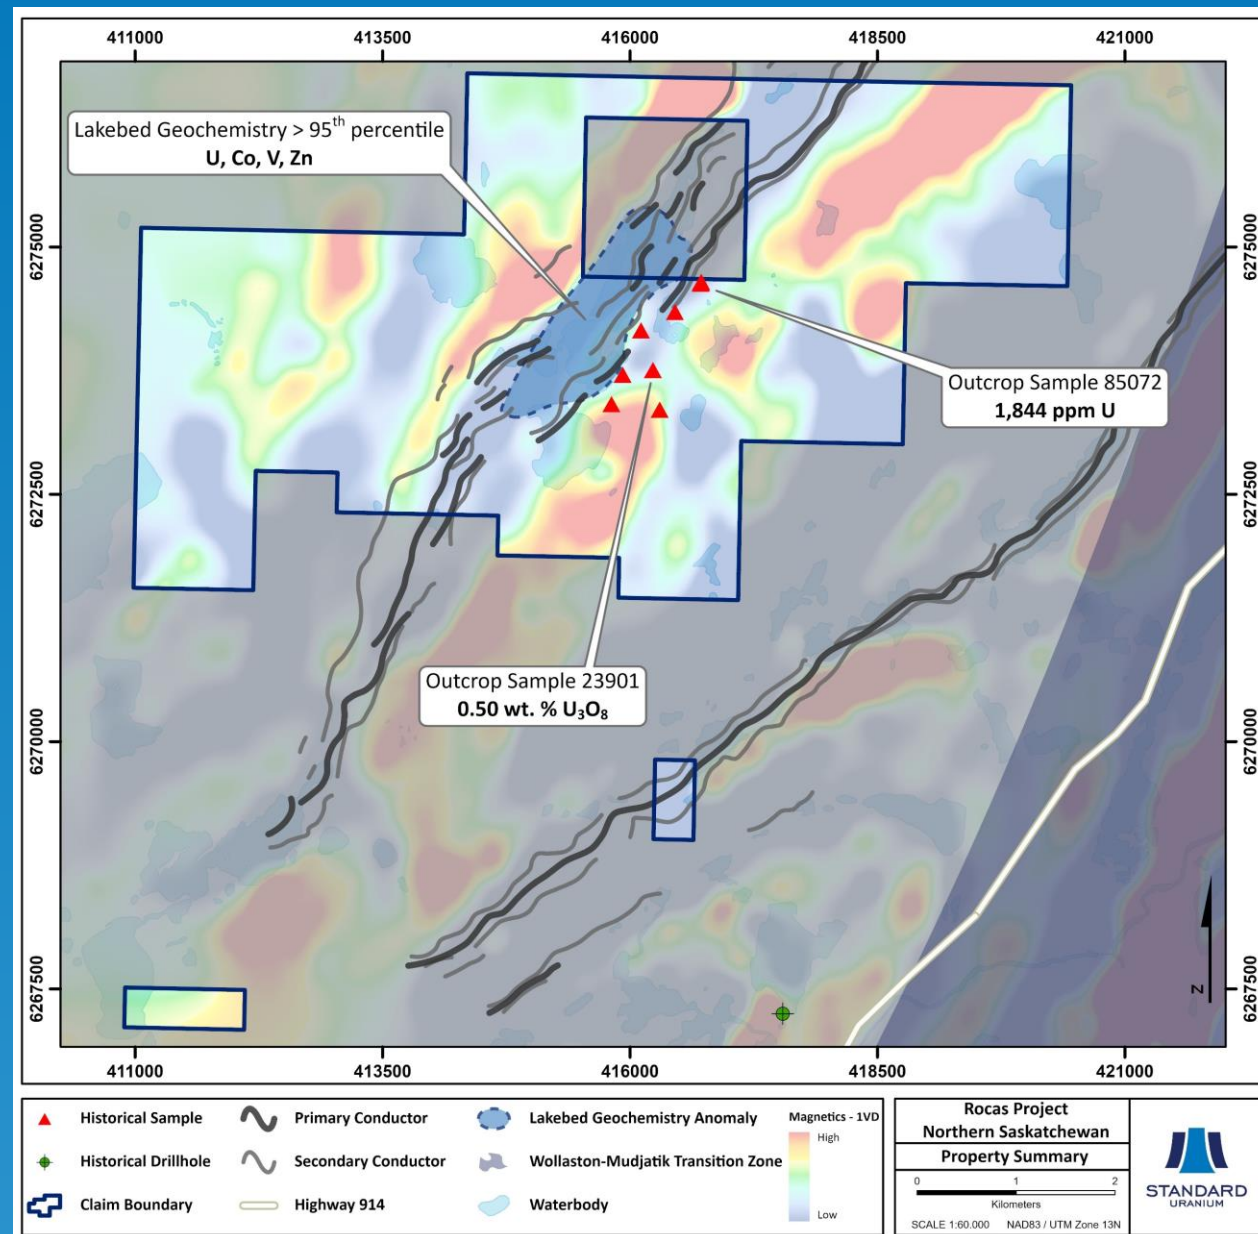 411000 413500 416000 418500 421000
Lakebed Geochemistry > 95th percentile
U, Co, V, Zn
6275000 6275000
Outcrop Sample 85072
1,844 ppm U
6272500 6272500
Outcrop Sample 23901
0.50 wt. % U₃O₈
6270000 6270000
6267500 6267500
N
411000 413500 416000 418500 421000
Historical Sample
Primary Conductor
Lakebed Geochemistry Anomaly
Historical Drillhole
Secondary Conductor
Wollaston-Mudjatik Transition Zone
Claim Boundary
Highway 914
Waterbody
Magnetics - 1VD
High
Low
Rocas Project
Northern Saskatchewan
Property Summary
0 1 2
Kilometers
SCALE 1:60.000 NAD83 / UTM Zone 13N
STANDARD
URANIUM